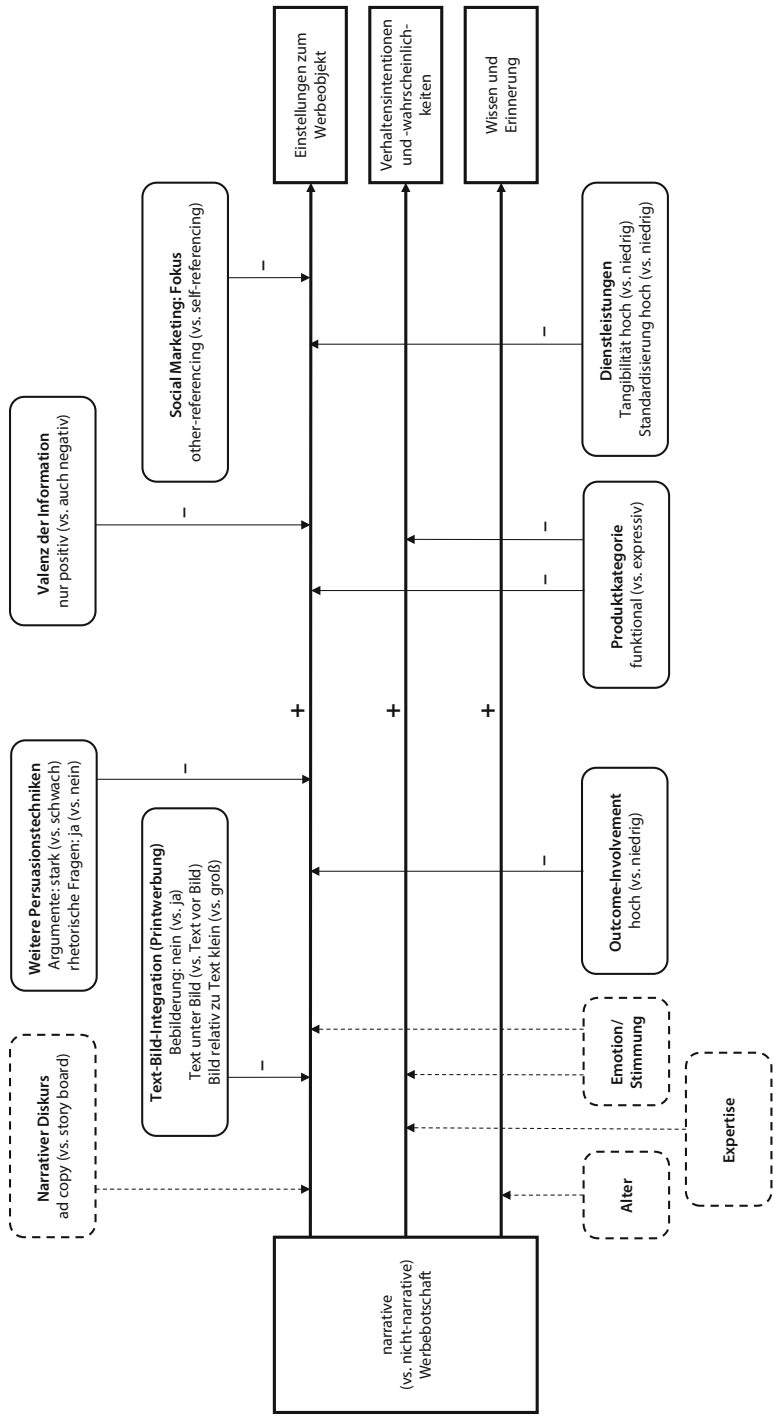 Narrativer Diskurs
ad copy (vs. story board)
Weitere Persuasionstechniken
Argumente: stark (vs. schwach)
rhetorische Fragen: ja (vs. nein)
Valenz der Information
nur positiv (vs. auch negativ)
Text-Bild-Integration (Printwerbung)
Bebilderung: nein (vs. ja)
Text unter Bild (vs. Text vor Bild)
Bild relativ zu Text klein (vs. groß)
Social Marketing: Fokus
other-referencing (vs. self-referencing)
–
–
–
–
narrative
(vs. nicht-narrative)
Werbebotschaft
+
+
+
Einstellungen zum
Werbeobjekt
Verhaltensintentionen
und -wahrscheinlich-
keiten
Wissen und
Erinnerung
–
–
–
–
Alter
Emotion/
Stimmung
Outcome-Involvement
hoch (vs. niedrig)
Produktkategorie
funktional (vs. expressiv)
Dienstleistungen
Tangibilität hoch (vs. niedrig)
Standardisierung hoch (vs. niedrig)
Expertise